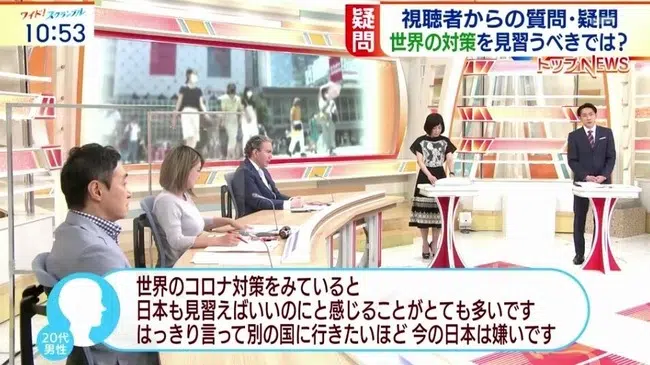 ワイド!スクランブル
10:53
疑問
視聴者からの質問・疑問
世界の対策を見習うべきでは?
トップNEWS
世界のコロナ対策をみていると
日本も見習えばいいのにと感じることがとても多いです
はっきり言って別の国に行きたいほど 今の日本は嫌いです
20代
男性